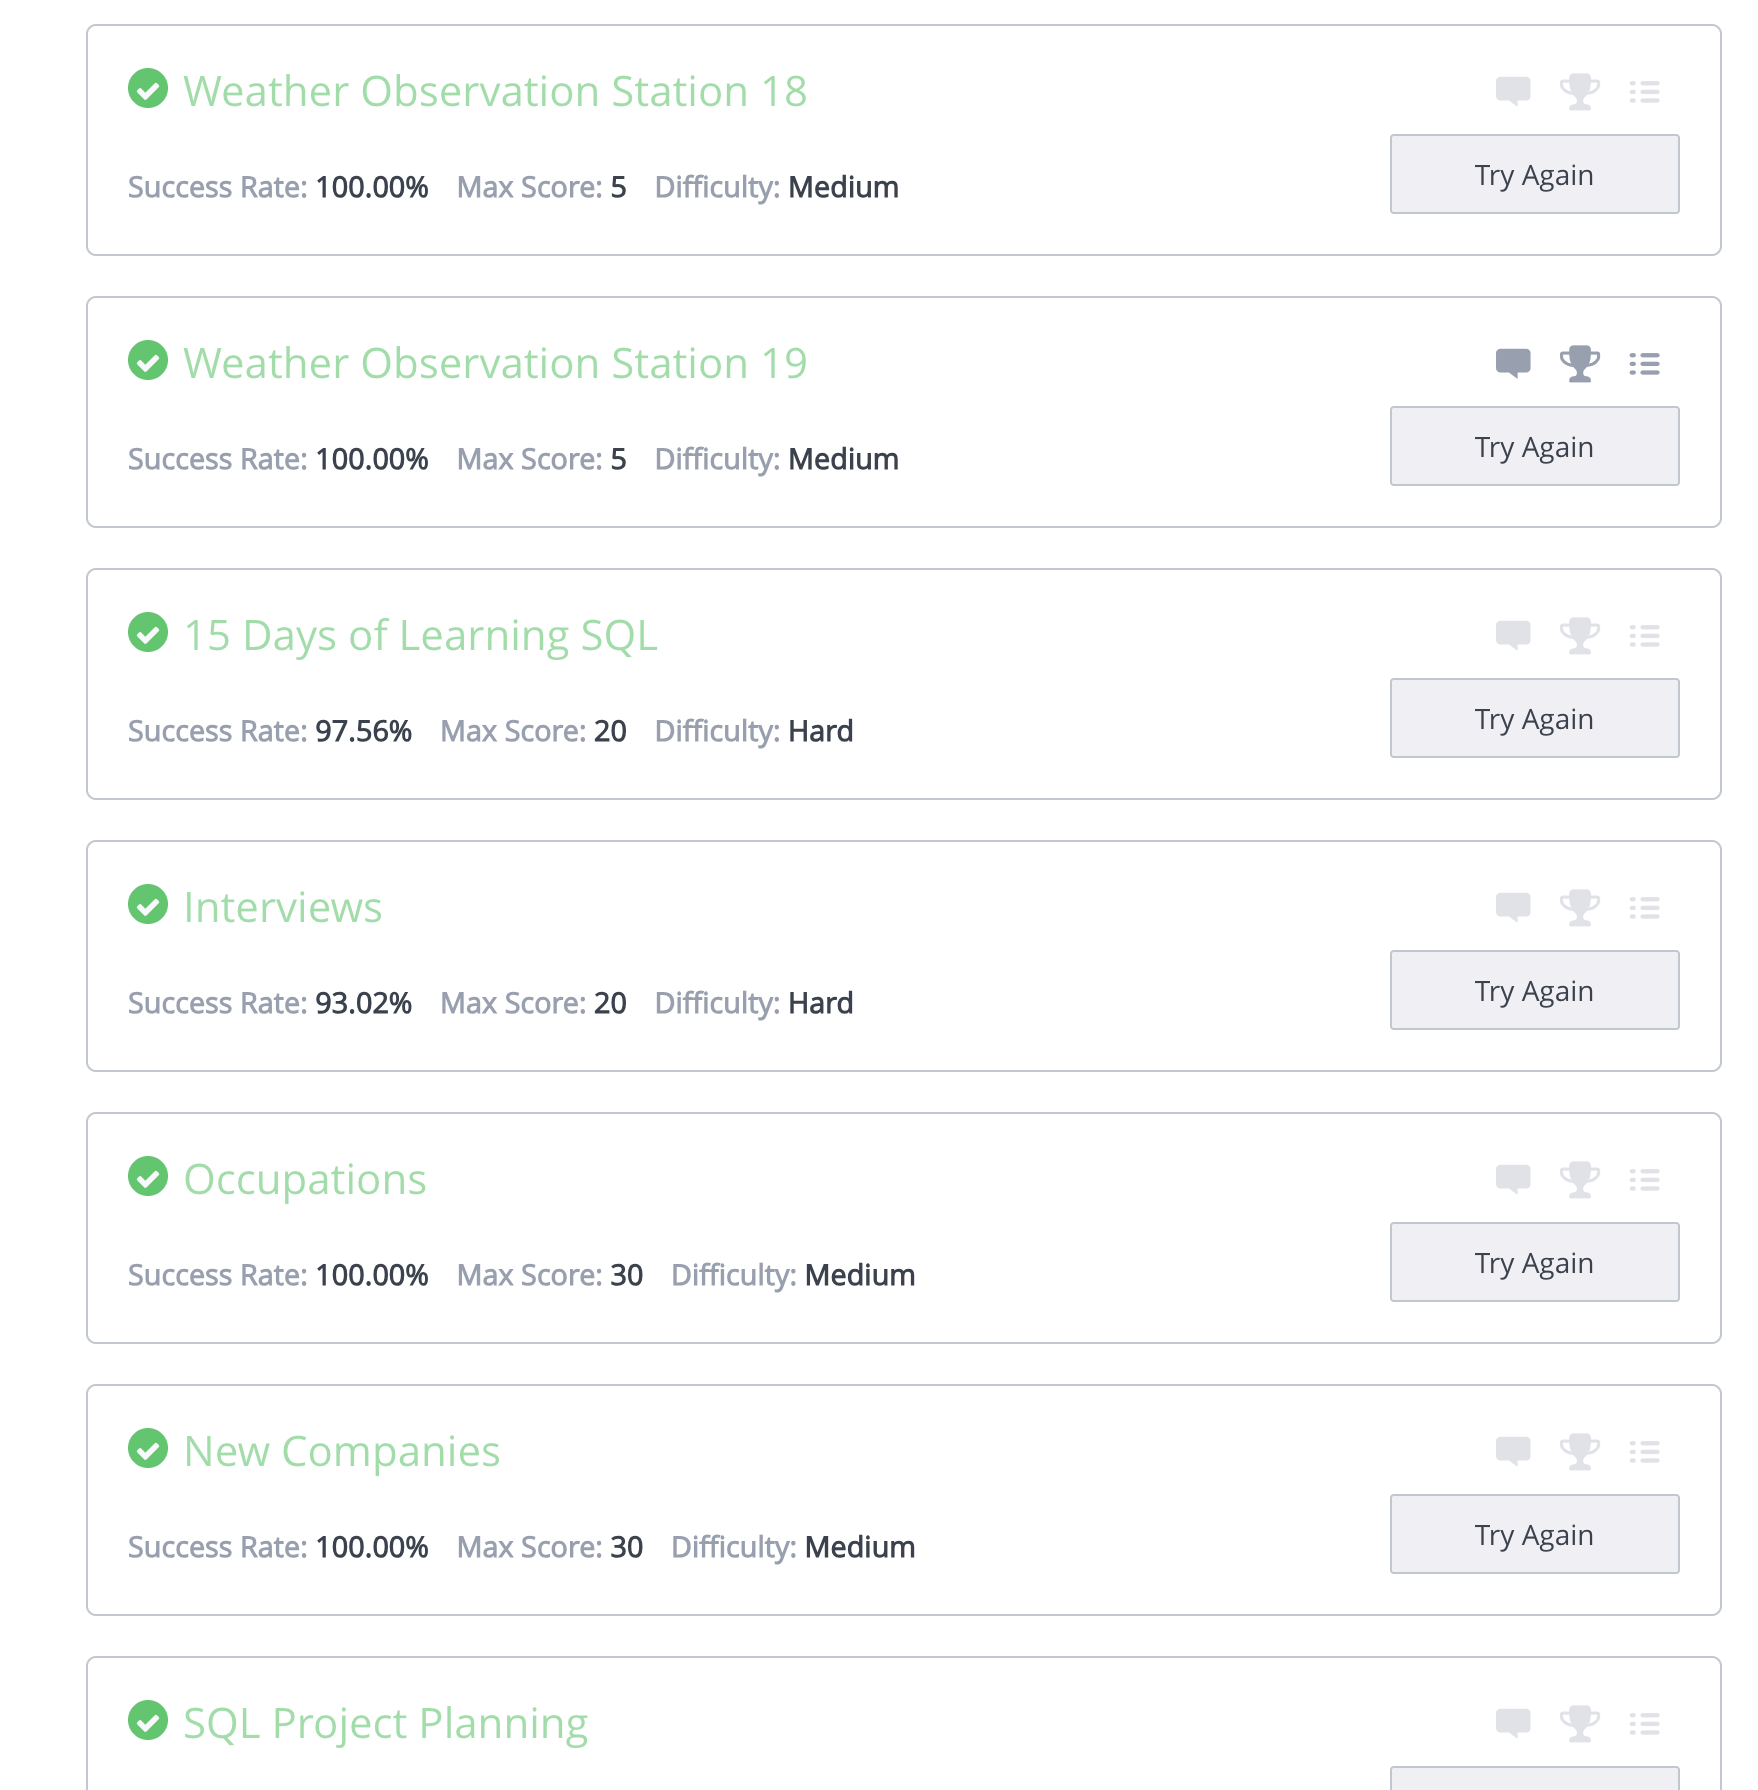 Weather Observation Station 18
Success Rate: 100.00% Max Score: 5 Difficulty: Medium
Try Again
Weather Observation Station 19
Success Rate: 100.00% Max Score: 5 Difficulty: Medium
Try Again
15 Days of Learning SQL
Success Rate: 97.56% Max Score: 20 Difficulty: Hard
Try Again
Interviews
Success Rate: 93.02% Max Score: 20 Difficulty: Hard
Try Again
Occupations
Success Rate: 100.00% Max Score: 30 Difficulty: Medium
Try Again
New Companies
Success Rate: 100.00% Max Score: 30 Difficulty: Medium
Try Again
SQL Project Planning